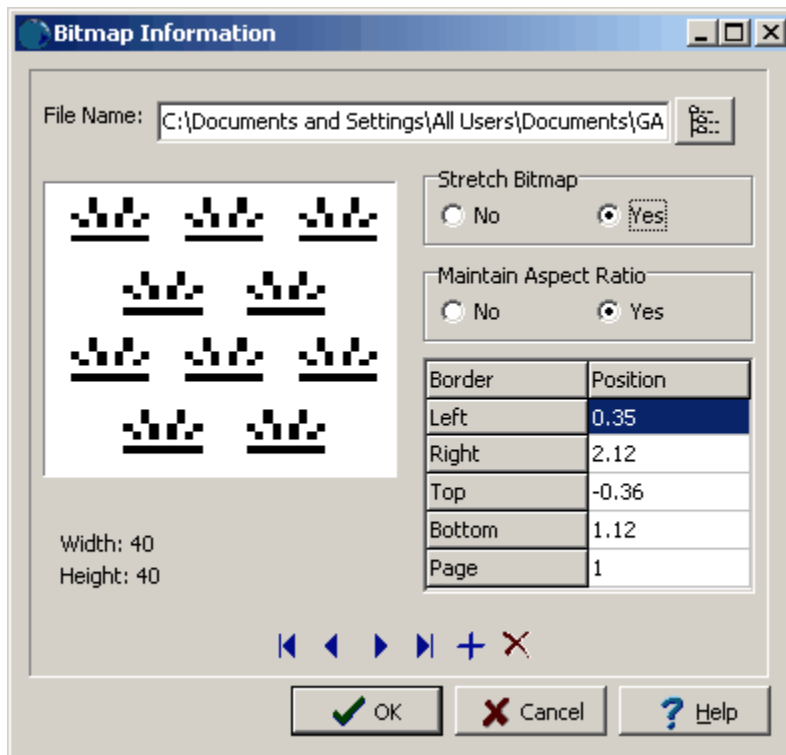 Bitmap Information
File Name: C:\Documents and Settings\All Users\Documents\GA
Stretch Bitmap
No Yes
Maintain Aspect Ratio
No Yes
Border Position
Left 0.35
Right 2.12
Top -0.36
Bottom 1.12
Page 1
Width: 40
Height: 40
OK Cancel Help